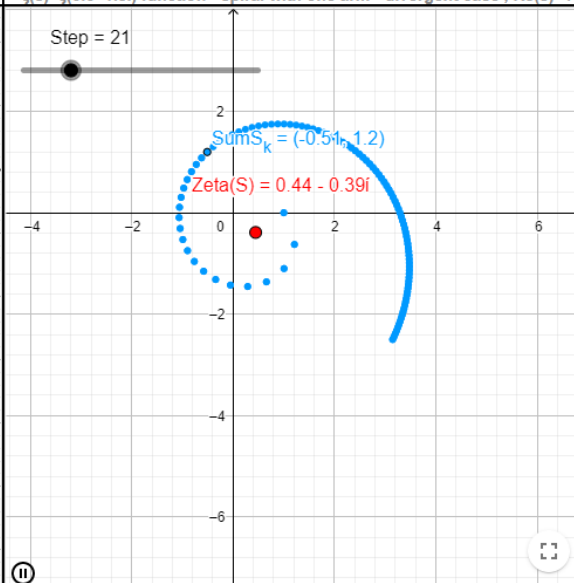 Step = 21
2
SumS_k = (-0.51, 1.2)
Zeta(S) = 0.44 - 0.39í
-4 -2 0 2 4 6
-2
-4
-6